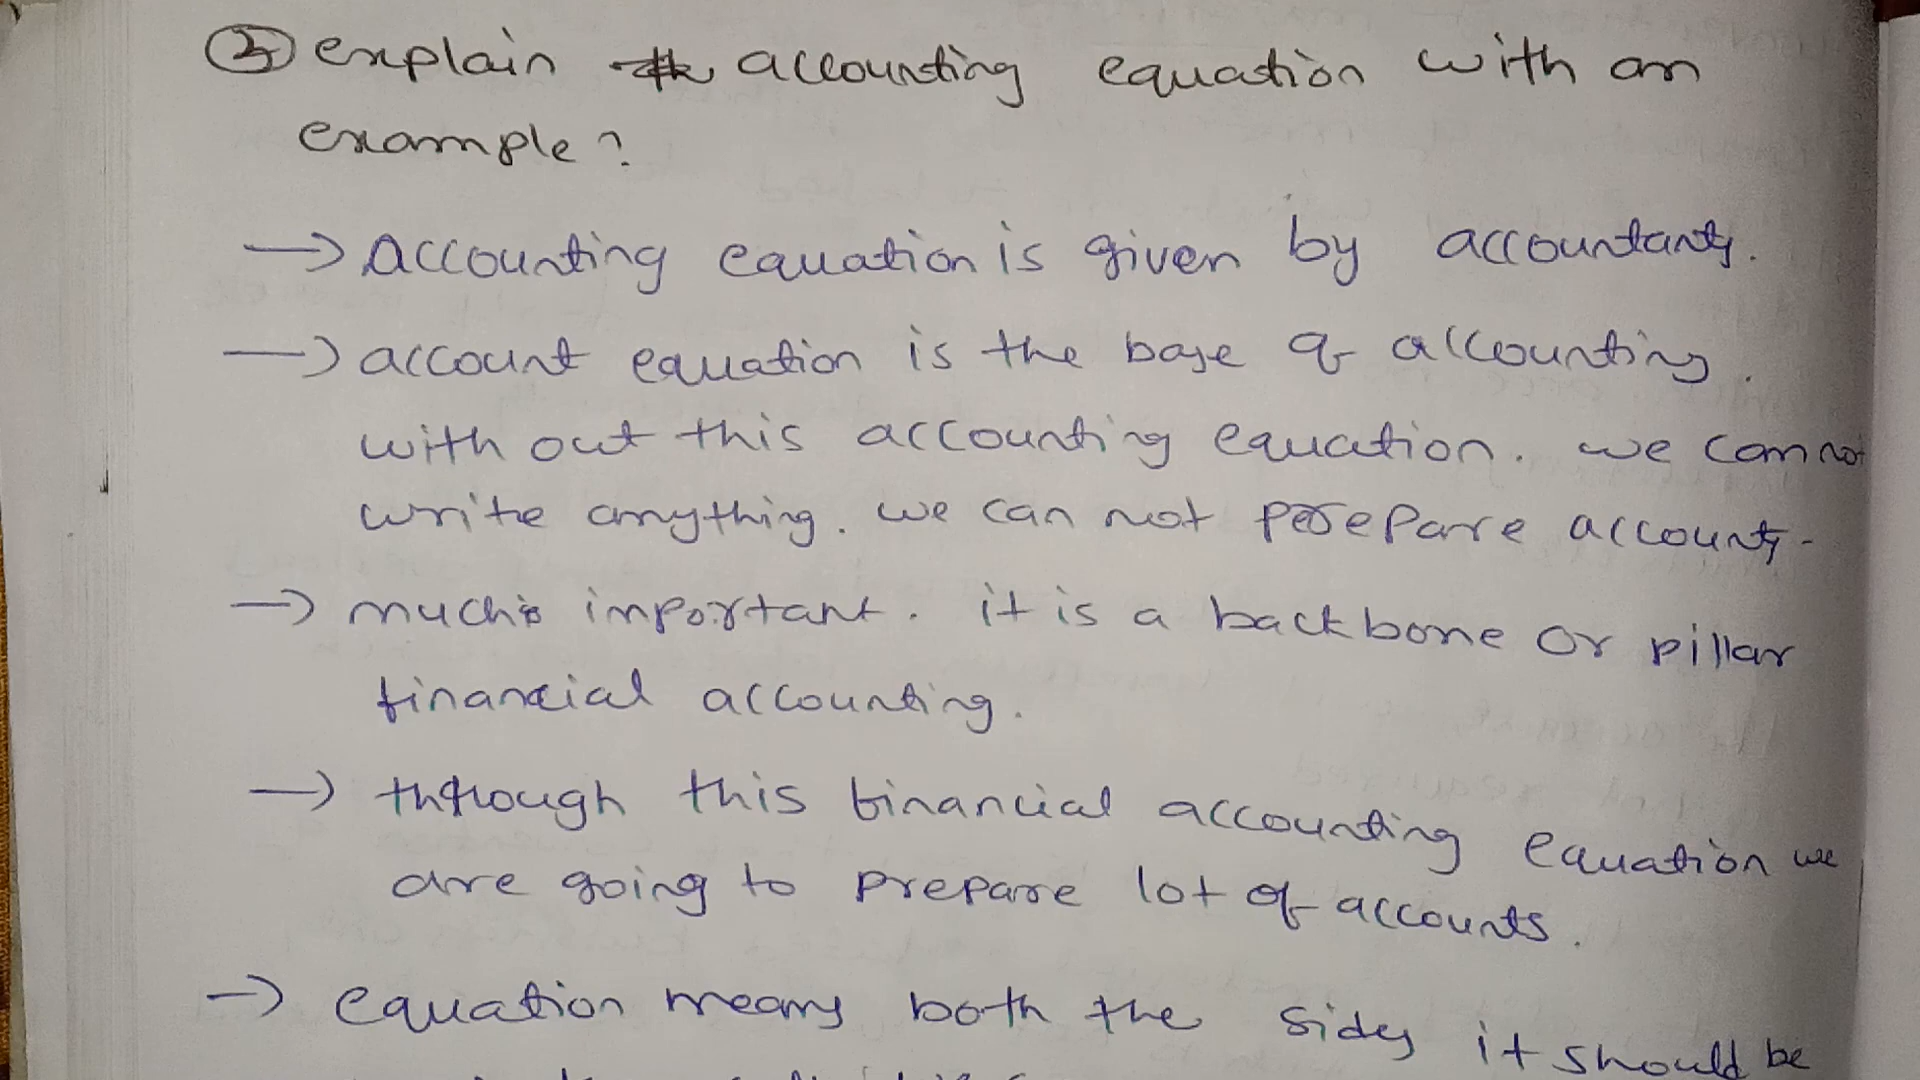 ③ explain accounting equation with an
example?
→ Accounting equation is given by accountants.
→ account equation is the base of accounting.
with out this accounting equation. we can not
write anything. we can not prepare accounts.
→ much important. it is a backbone or pillar
financial accounting.
→ through this financial accounting equation we
are going to prepare lot of accounts.
→ equation means both the sides it should be